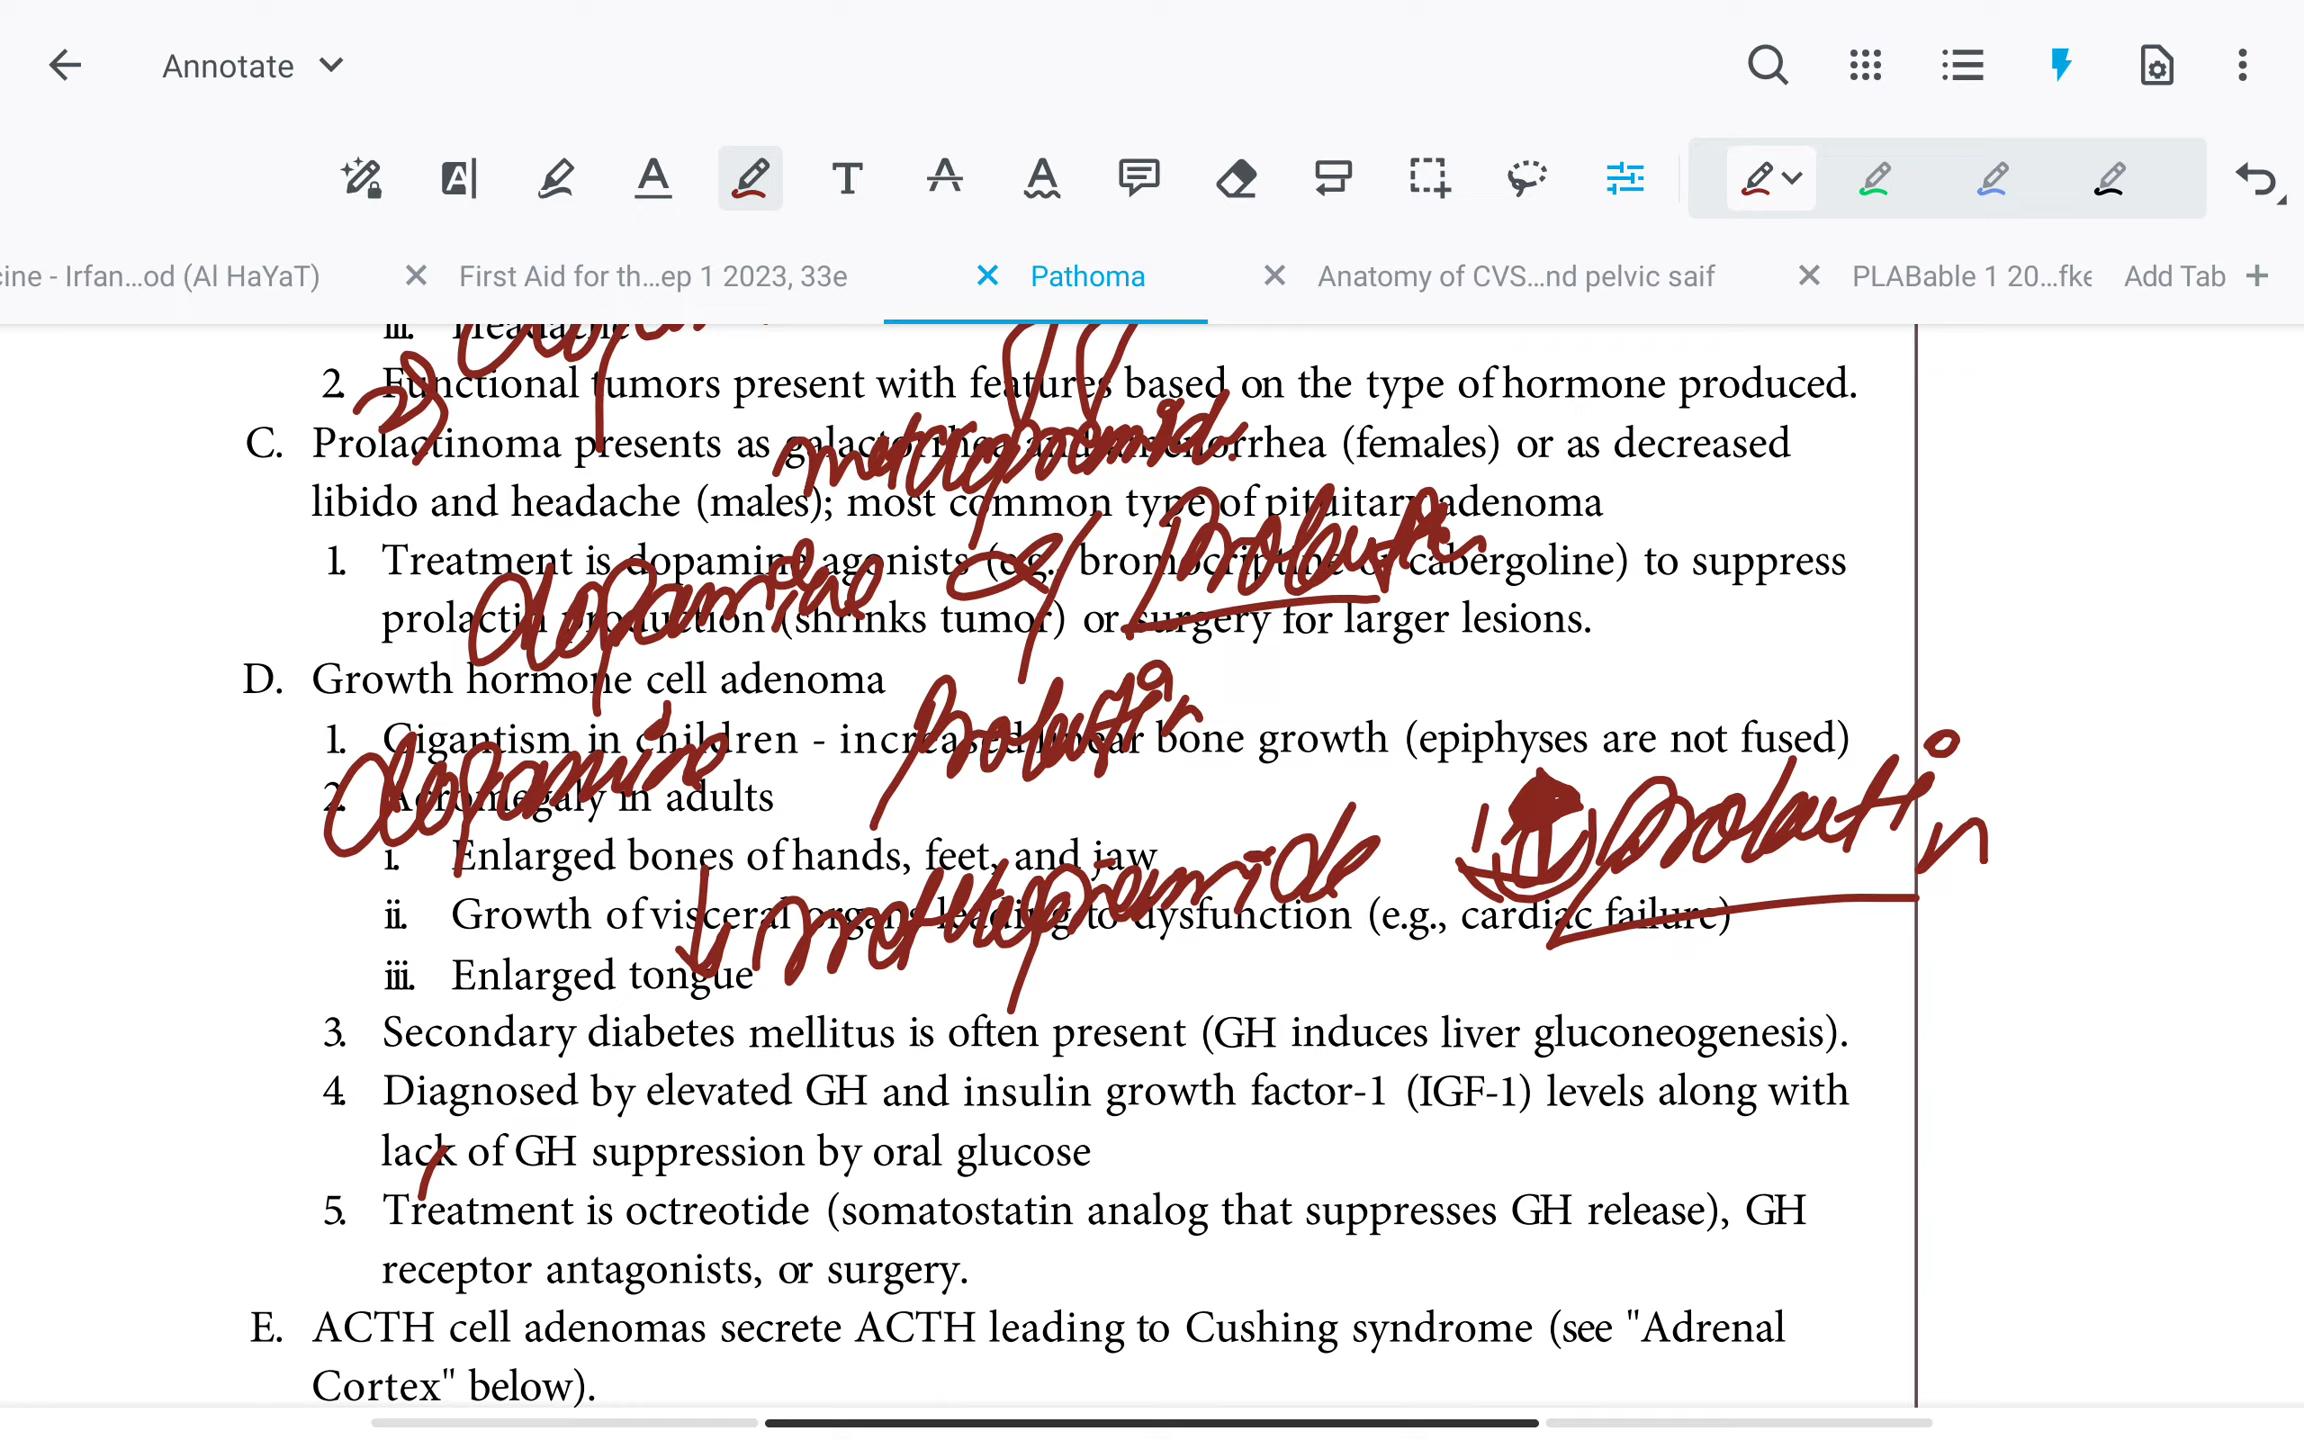 Annotate
cine - Irfan...od (Al HaYaT)
First Aid for th...ep 1 2023, 33e
Pathoma
Anatomy of CVS...nd pelvic saif
PLABable 1 20...fke
Add Tab +
iii. Headache
2. Functional tumors present with features based on the type of hormone produced.
2)
C. Prolactinoma presents as galactorrhea and amenorrhea (females) or as decreased
libido and headache (males); most common type of pituitary adenoma
1. Treatment is dopamine agonists (e.g. bromocriptine or cabergoline) to suppress
prolactin production (shrinks tumor) or surgery for larger lesions.
dopamine
D. Growth hormone cell adenoma
prolactin
1. Gigantism in children - increased linear bone growth (epiphyses are not fused)
dopamine
2. Acromegaly in adults
prolactin
i. Enlarged bones of hands, feet, and jaw
ii. Growth of visceral organs leading to dysfunction (e.g., cardiac failure)
iii. Enlarged tongue
3. Secondary diabetes mellitus is often present (GH induces liver gluconeogenesis).
4. Diagnosed by elevated GH and insulin growth factor-1 (IGF-1) levels along with
lack of GH suppression by oral glucose
5. Treatment is octreotide (somatostatin analog that suppresses GH release), GH
receptor antagonists, or surgery.
E. ACTH cell adenomas secrete ACTH leading to Cushing syndrome (see "Adrenal
Cortex" below).